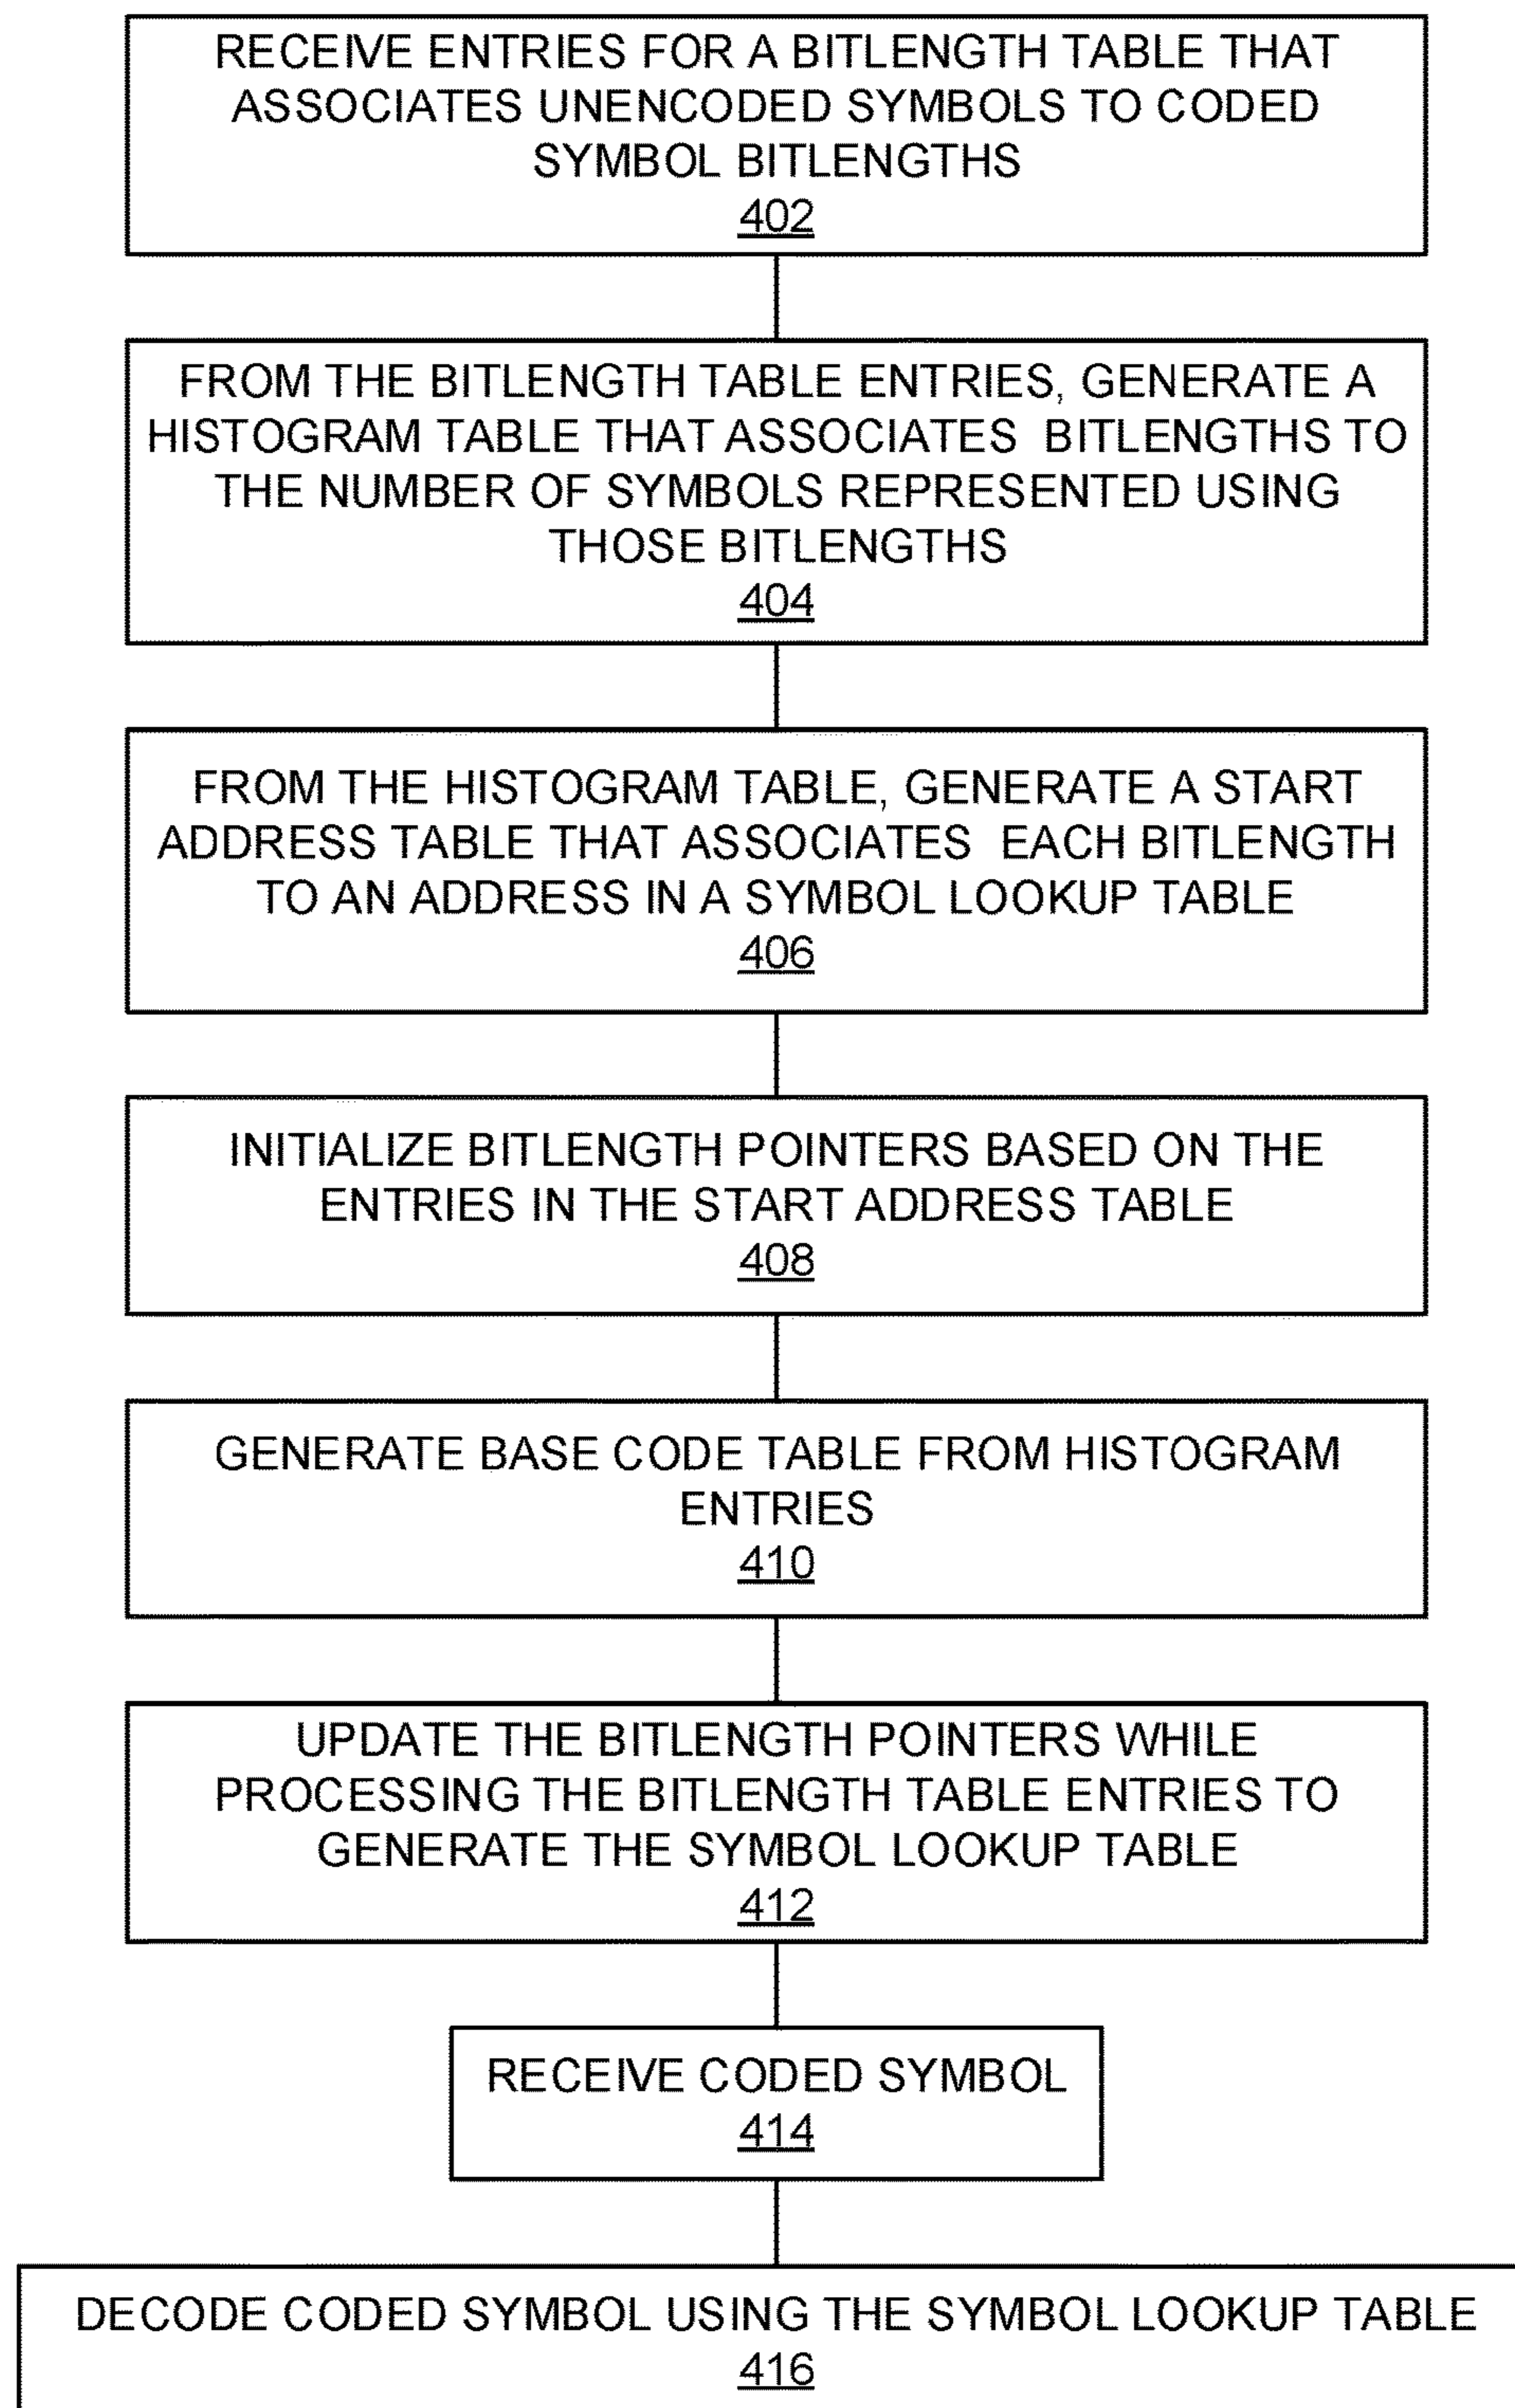 RECEIVE ENTRIES FOR A BITLENGTH TABLE THAT
ASSOCIATES UNENCODED SYMBOLS TO CODED
SYMBOL BITLENGTHS
402
FROM THE BITLENGTH TABLE ENTRIES, GENERATE A
HISTOGRAM TABLE THAT ASSOCIATES BITLENGTHS TO
THE NUMBER OF SYMBOLS REPRESENTED USING
THOSE BITLENGTHS
404
FROM THE HISTOGRAM TABLE, GENERATE A START
ADDRESS TABLE THAT ASSOCIATES EACH BITLENGTH
TO AN ADDRESS IN A SYMBOL LOOKUP TABLE
406
INITIALIZE BITLENGTH POINTERS BASED ON THE
ENTRIES IN THE START ADDRESS TABLE
408
GENERATE BASE CODE TABLE FROM HISTOGRAM
ENTRIES
410
UPDATE THE BITLENGTH POINTERS WHILE
PROCESSING THE BITLENGTH TABLE ENTRIES TO
GENERATE THE SYMBOL LOOKUP TABLE
412
RECEIVE CODED SYMBOL
414
DECODE CODED SYMBOL USING THE SYMBOL LOOKUP TABLE
416